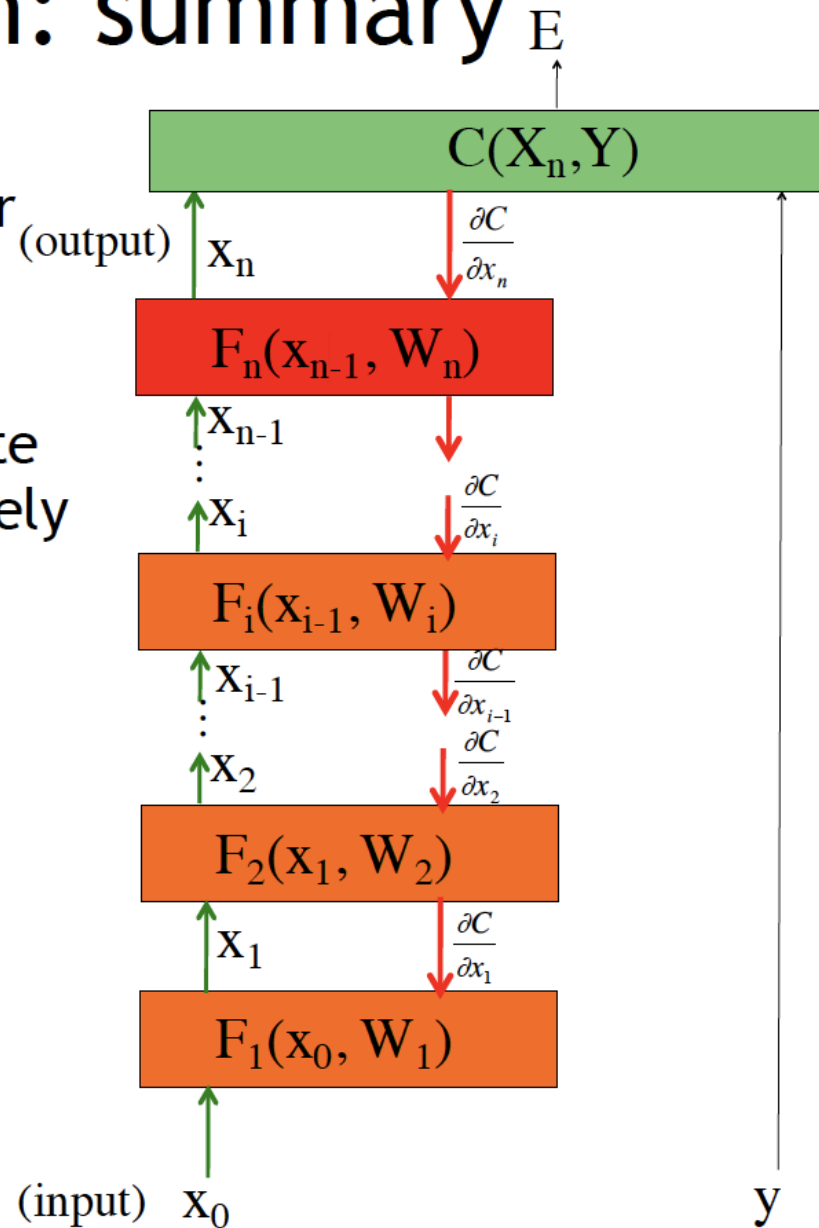 n: summary
E
C(Xₙ,Y)
r
(output)
xₙ
∂C
∂xₙ
Fₙ(xₙ₋₁, Wₙ)
xₙ₋₁
⋮
te
ely
xᵢ
∂C
∂xᵢ
Fᵢ(xᵢ₋₁, Wᵢ)
xᵢ₋₁
⋮
∂C
∂xᵢ₋₁
x₂
∂C
∂x₂
F₂(x₁, W₂)
x₁
∂C
∂x₁
F₁(x₀, W₁)
(input) x₀
y